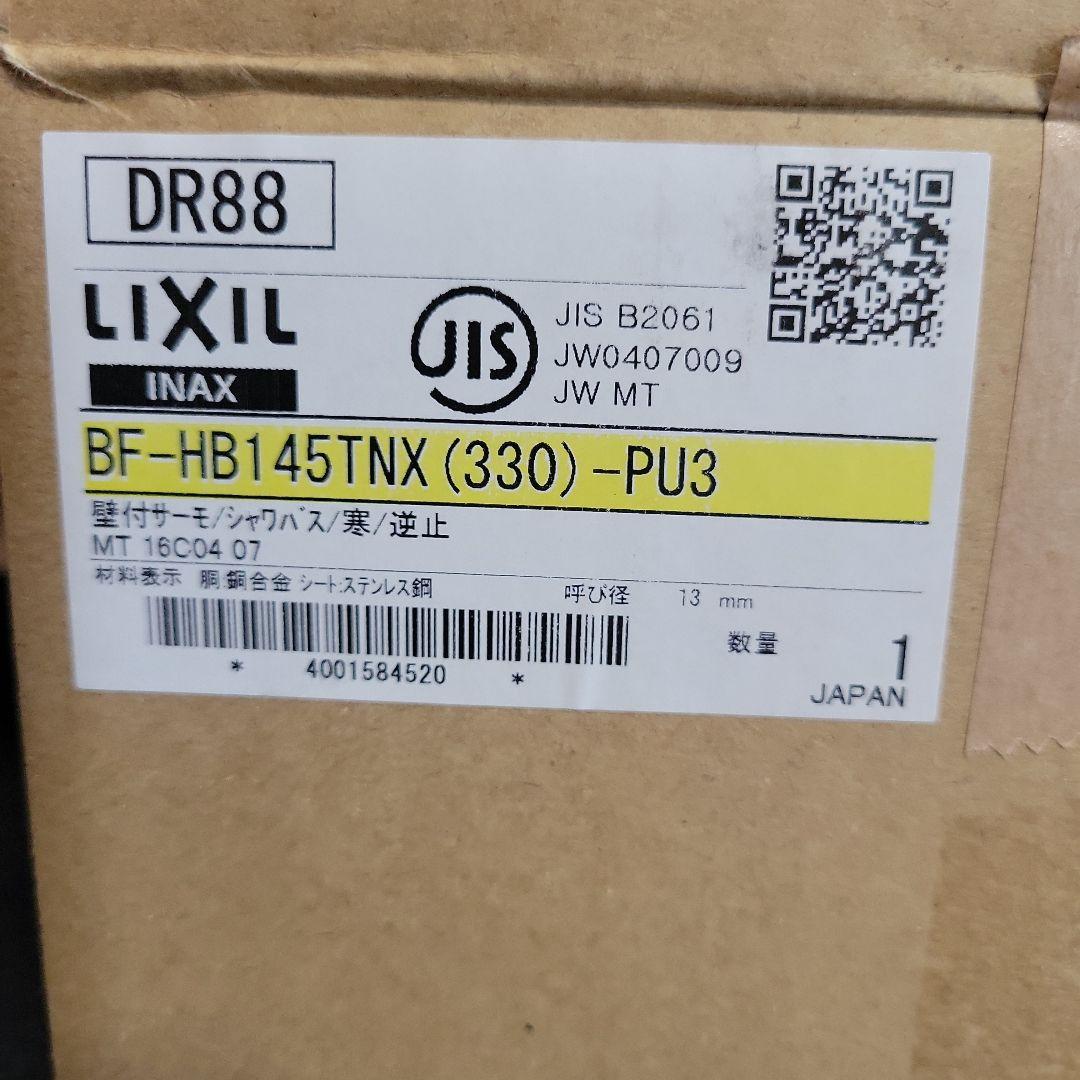 DR88
LIXIL
INAX
JIS
JIS B2061
JW0407009
JW MT
BF-HB145TNX(330)-PU3
壁付サーモ/シャワバス/寒/逆止
MT 16C04 07
材料表示 胴:銅合金 シート:ステンレス鋼 呼び径 13 mm
* 4001584520 *
数量 1
JAPAN